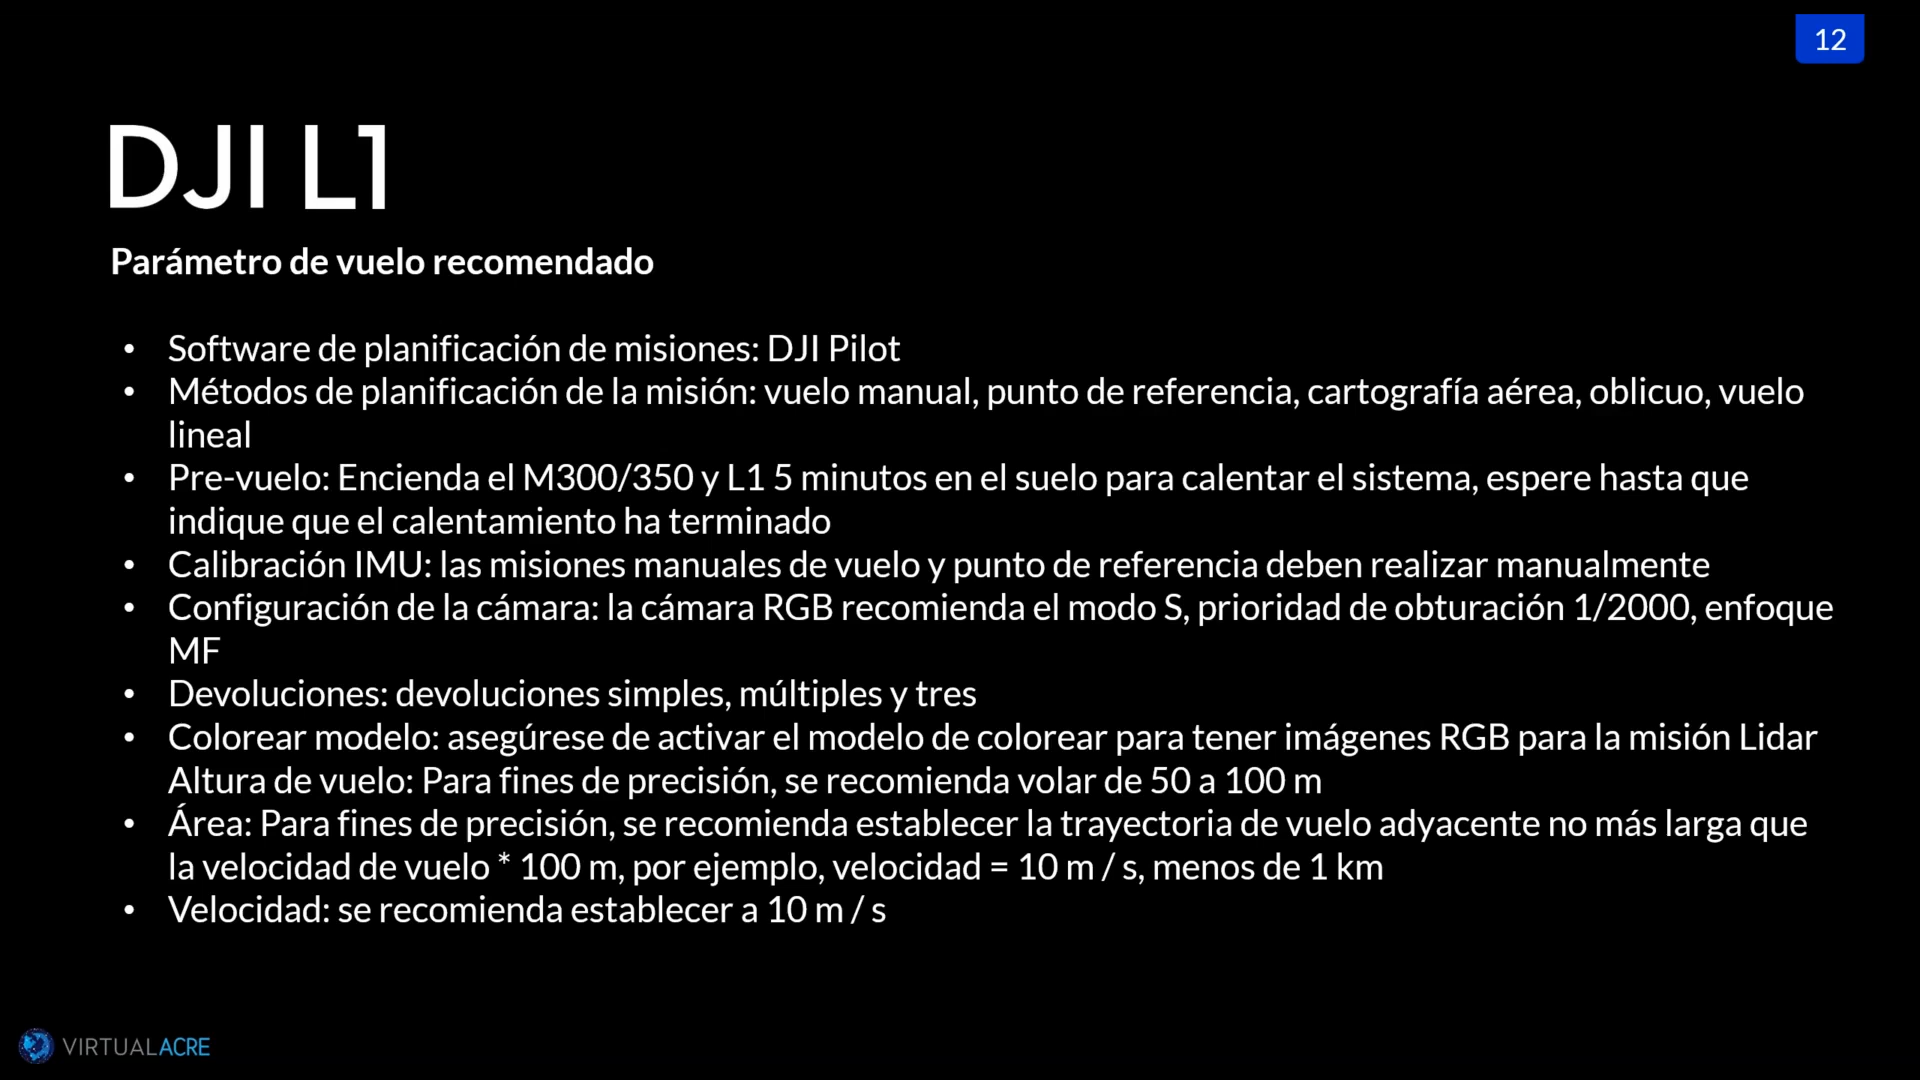 12
DJI L1
Parámetro de vuelo recomendado
• Software de planificación de misiones: DJI Pilot
• Métodos de planificación de la misión: vuelo manual, punto de referencia, cartografía aérea, oblicuo, vuelo
lineal
• Pre-vuelo: Encienda el M300/350 y L1 5 minutos en el suelo para calentar el sistema, espere hasta que
indique que el calentamiento ha terminado
• Calibración IMU: las misiones manuales de vuelo y punto de referencia deben realizar manualmente
• Configuración de la cámara: la cámara RGB recomienda el modo S, prioridad de obturación 1/2000, enfoque
MF
• Devoluciones: devoluciones simples, múltiples y tres
• Colorear modelo: asegúrese de activar el modelo de colorear para tener imágenes RGB para la misión Lidar
Altura de vuelo: Para fines de precisión, se recomienda volar de 50 a 100 m
• Área: Para fines de precisión, se recomienda establecer la trayectoria de vuelo adyacente no más larga que
la velocidad de vuelo * 100 m, por ejemplo, velocidad = 10 m / s, menos de 1 km
• Velocidad: se recomienda establecer a 10 m / s
VIRTUALACRE